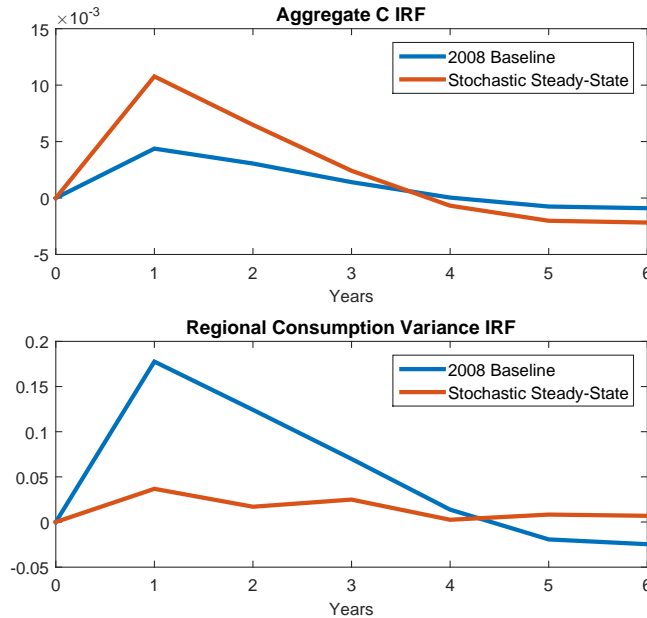 Aggregate C IRF
×10⁻³
15
10
5
0
-5
2008 Baseline
Stochastic Steady-State
0 1 2 3 4 5 6
Years
Regional Consumption Variance IRF
0.2
0.15
0.1
0.05
0
-0.05
2008 Baseline
Stochastic Steady-State
0 1 2 3 4 5 6
Years